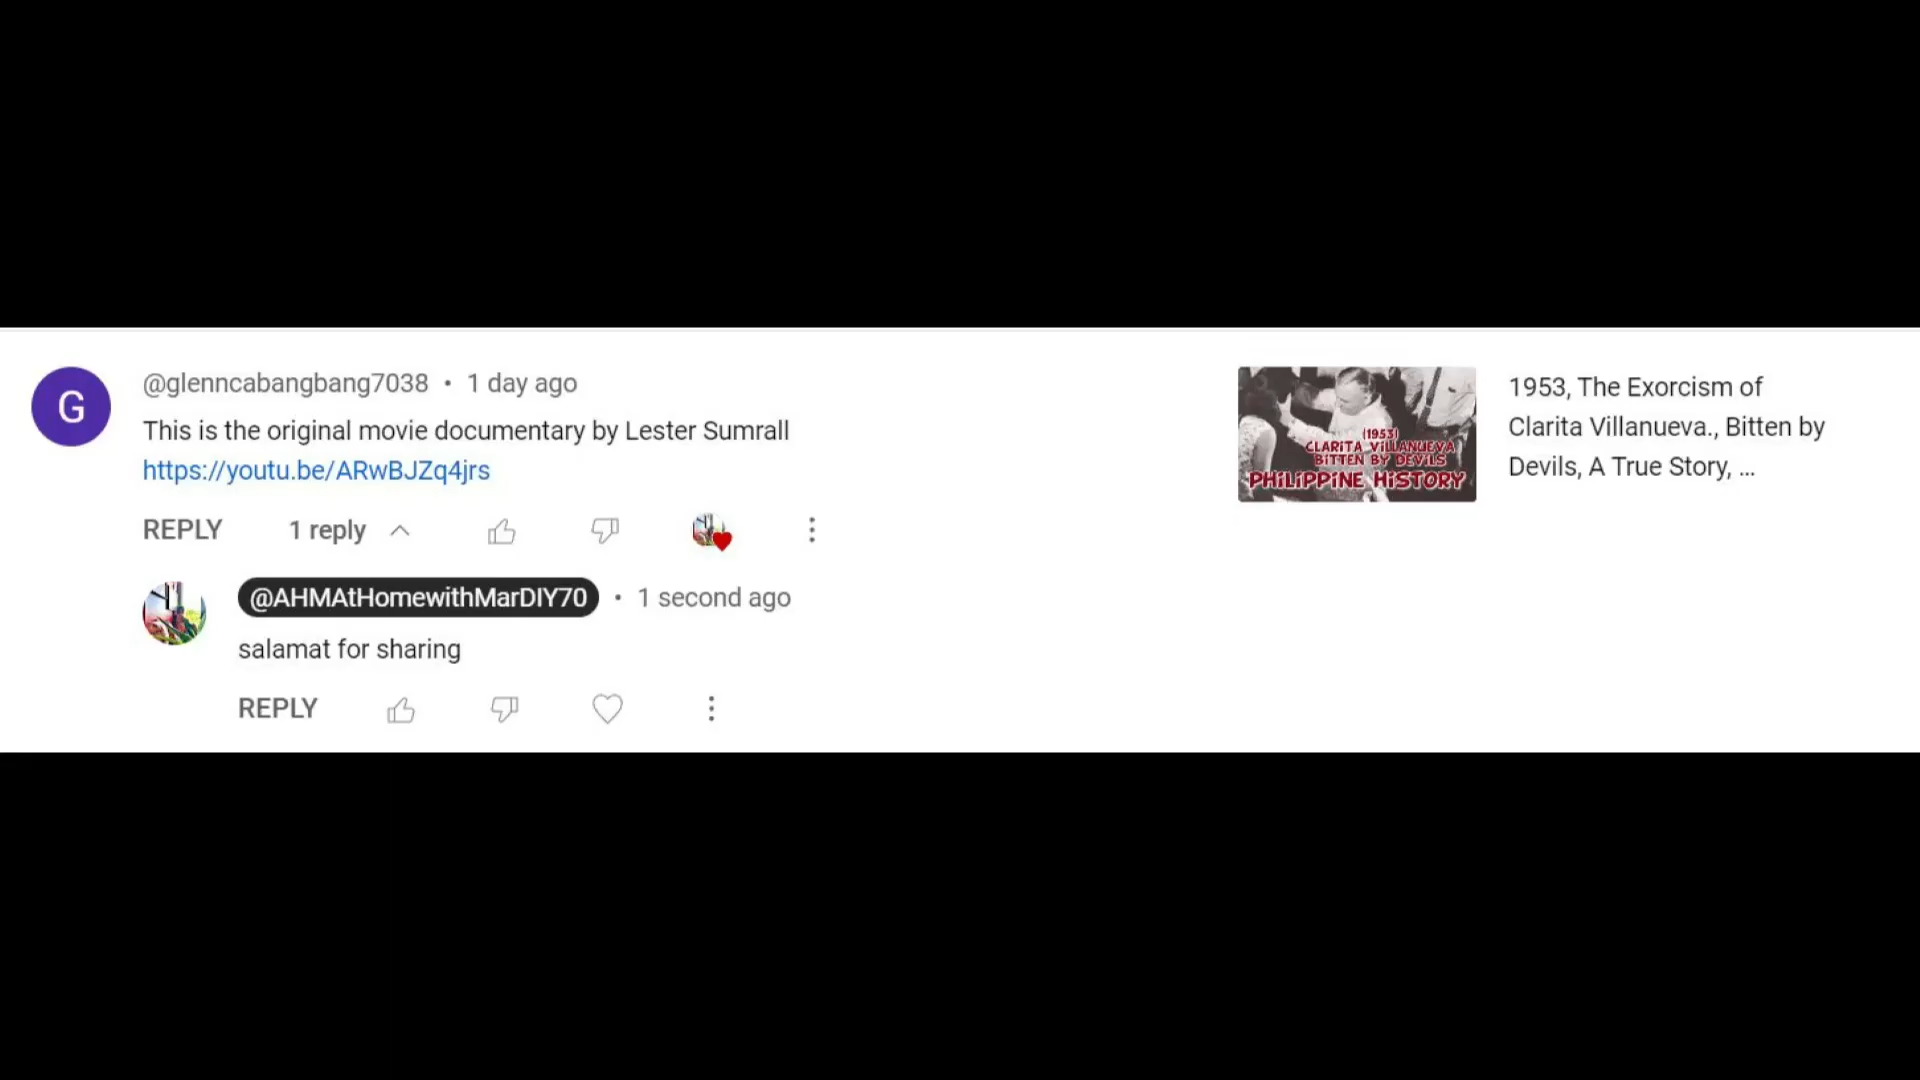 G
@glenncabangbang7038 • 1 day ago
This is the original movie documentary by Lester Sumrall
https://youtu.be/ARwBJZq4jrs
REPLY 1 reply
@AHMAtHomewithMarDIY70 • 1 second ago
salamat for sharing
REPLY
(1953)
CLARITA VILLANUEVA
BITTEN BY DEVILS
PHILIPPINE HISTORY
1953, The Exorcism of
Clarita Villanueva., Bitten by
Devils, A True Story, ...